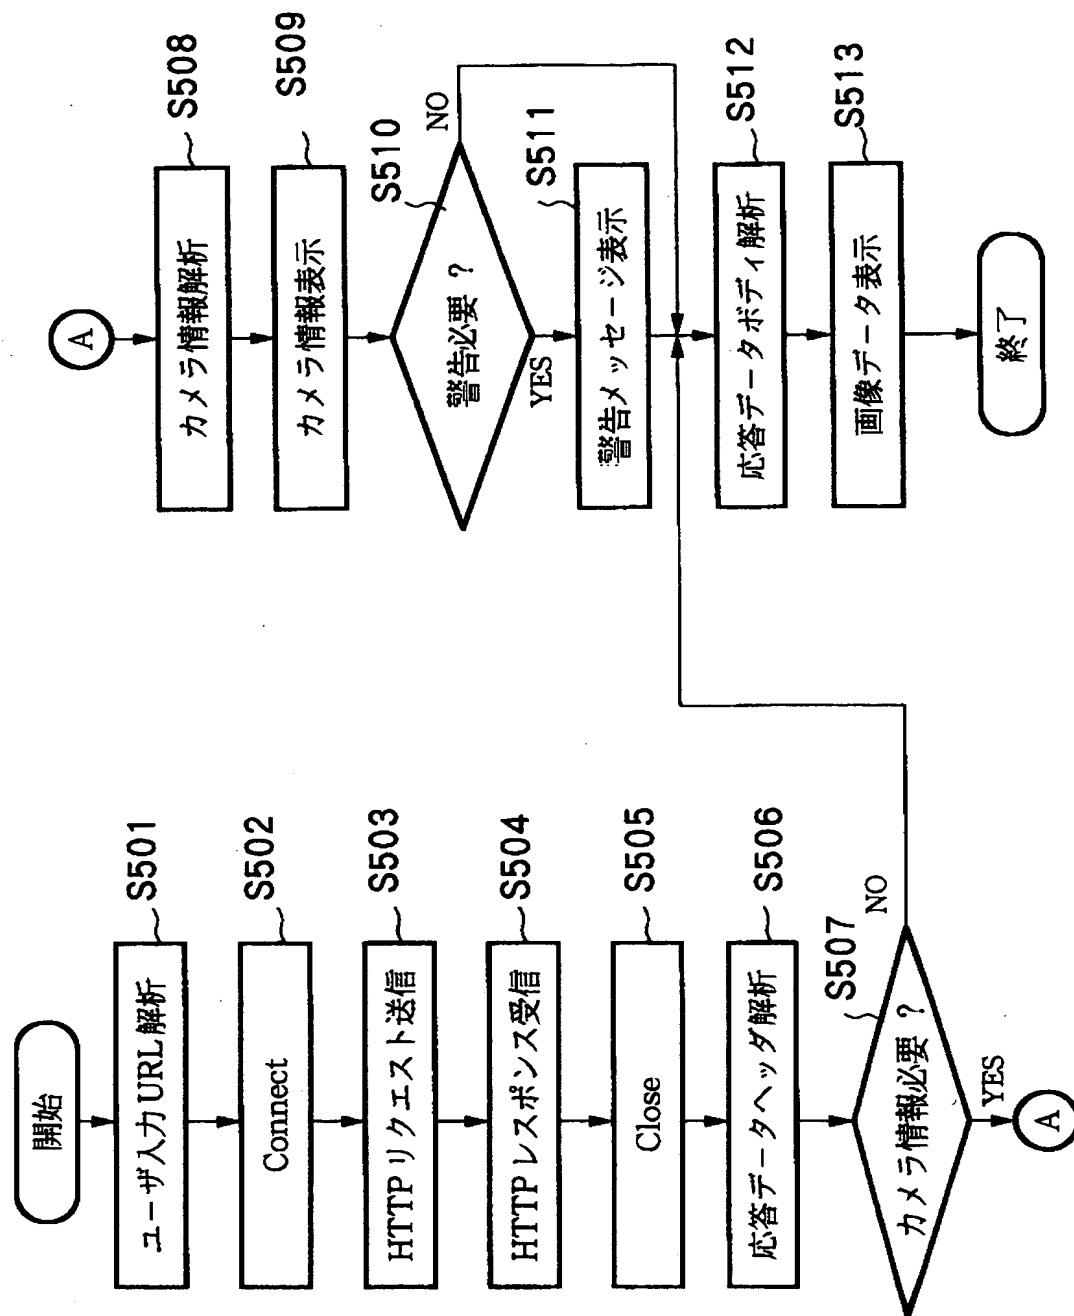 開始
ユーザ入力URL解析
S501
Connect
S502
HTTPリクエスト送信
S503
HTTPレスポンス受信
S504
Close
S505
応答データヘッダ解析
S506
カメラ情報必要 ?
S507
NO
YES
A
A
カメラ情報解析
S508
カメラ情報表示
S509
警告必要 ?
S510
NO
YES
警告メッセージ表示
S511
応答データボディ解析
S512
画像データ表示
S513
終了